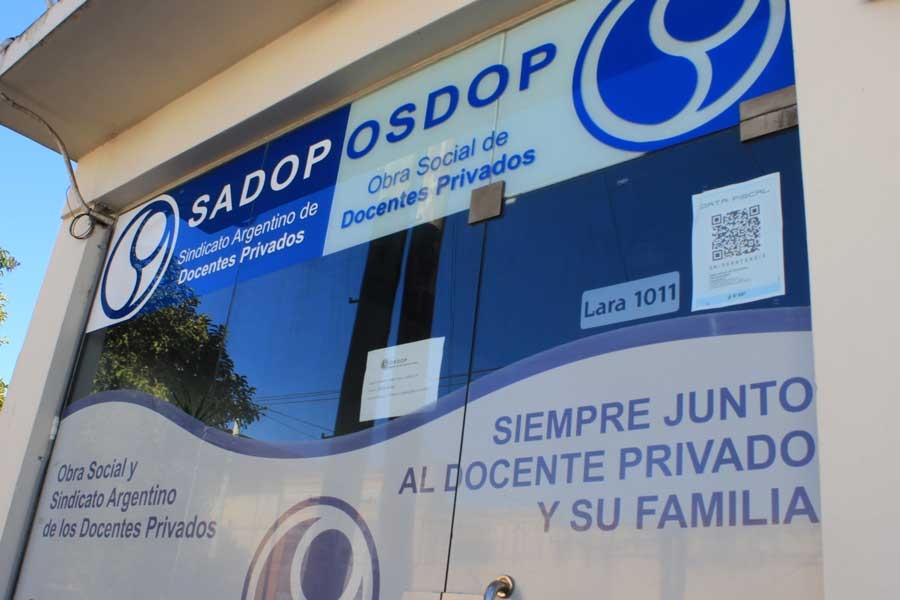 SADOP
Sindicato Argentino de
Docentes Privados
OSDOP
Obra Social de
Docentes Privados
DATA FISCAL
Lara 1011
OSDOP
SIEMPRE JUNTO
AL DOCENTE PRIVADO
Y SU FAMILIA
Obra Social y
Sindicato Argentino
de los Docentes Privados